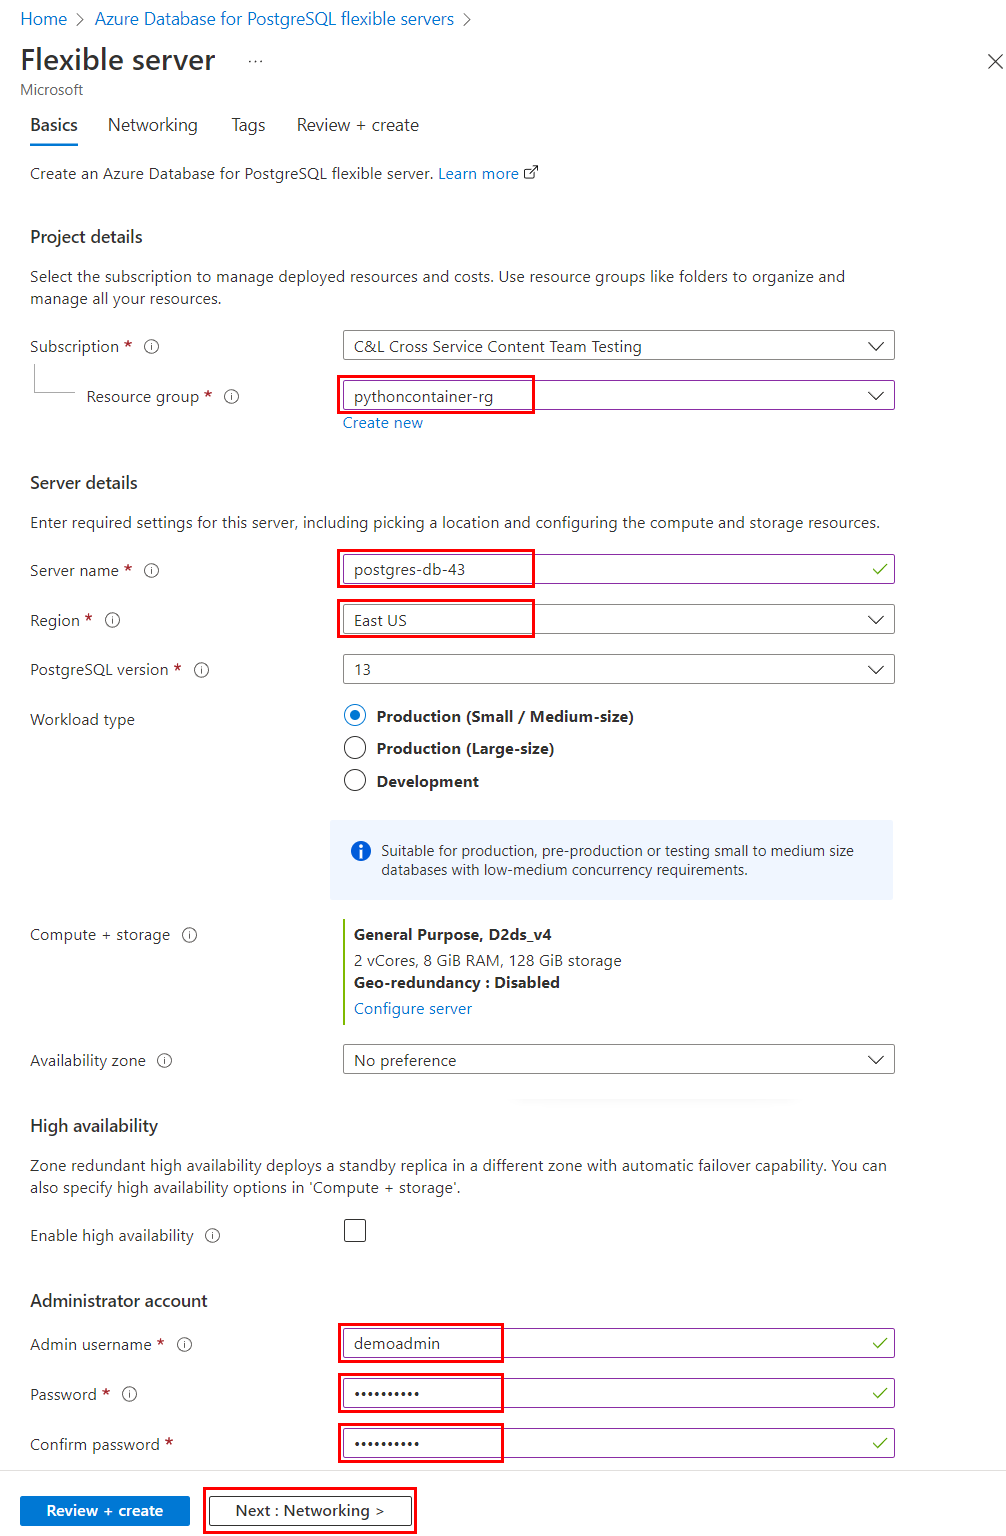 Home > Azure Database for PostgreSQL flexible servers >
Flexible server ...
Microsoft
Basics Networking Tags Review + create
Create an Azure Database for PostgreSQL flexible server. Learn more
Project details
Select the subscription to manage deployed resources and costs. Use resource groups like folders to organize and
manage all your resources.
Subscription * C&L Cross Service Content Team Testing
Resource group * pythoncontainer-rg
Create new
Server details
Enter required settings for this server, including picking a location and configuring the compute and storage resources.
Server name * postgres-db-43
Region * East US
PostgreSQL version * 13
Workload type Production (Small / Medium-size)
Production (Large-size)
Development
Suitable for production, pre-production or testing small to medium size
databases with low-medium concurrency requirements.
Compute + storage General Purpose, D2ds_v4
2 vCores, 8 GiB RAM, 128 GiB storage
Geo-redundancy : Disabled
Configure server
Availability zone No preference
High availability
Zone redundant high availability deploys a standby replica in a different zone with automatic failover capability. You can
also specify high availability options in 'Compute + storage'.
Enable high availability
Administrator account
Admin username * demoadmin
Password * ••••••••••
Confirm password * ••••••••••
Review + create Next : Networking >